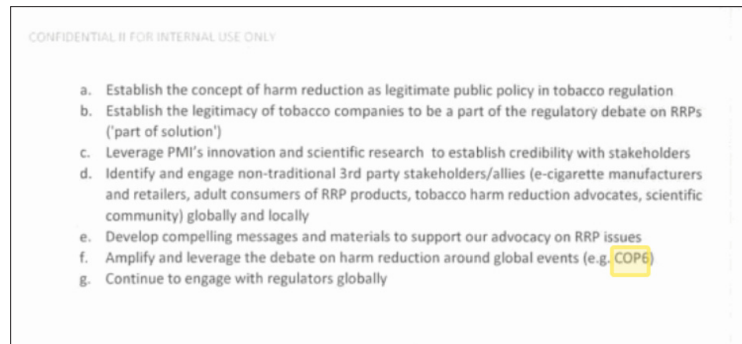 CONFIDENTIAL II FOR INTERNAL USE ONLY
a. Establish the concept of harm reduction as legitimate public policy in tobacco regulation
b. Establish the legitimacy of tobacco companies to be a part of the regulatory debate on RRPs
('part of solution')
c. Leverage PMI's innovation and scientific research to establish credibility with stakeholders
d. Identify and engage non-traditional 3rd party stakeholders/allies (e-cigarette manufacturers
and retailers, adult consumers of RRP products, tobacco harm reduction advocates, scientific
community) globally and locally
e. Develop compelling messages and materials to support our advocacy on RRP issues
f. Amplify and leverage the debate on harm reduction around global events (e.g. COP6)
g. Continue to engage with regulators globally